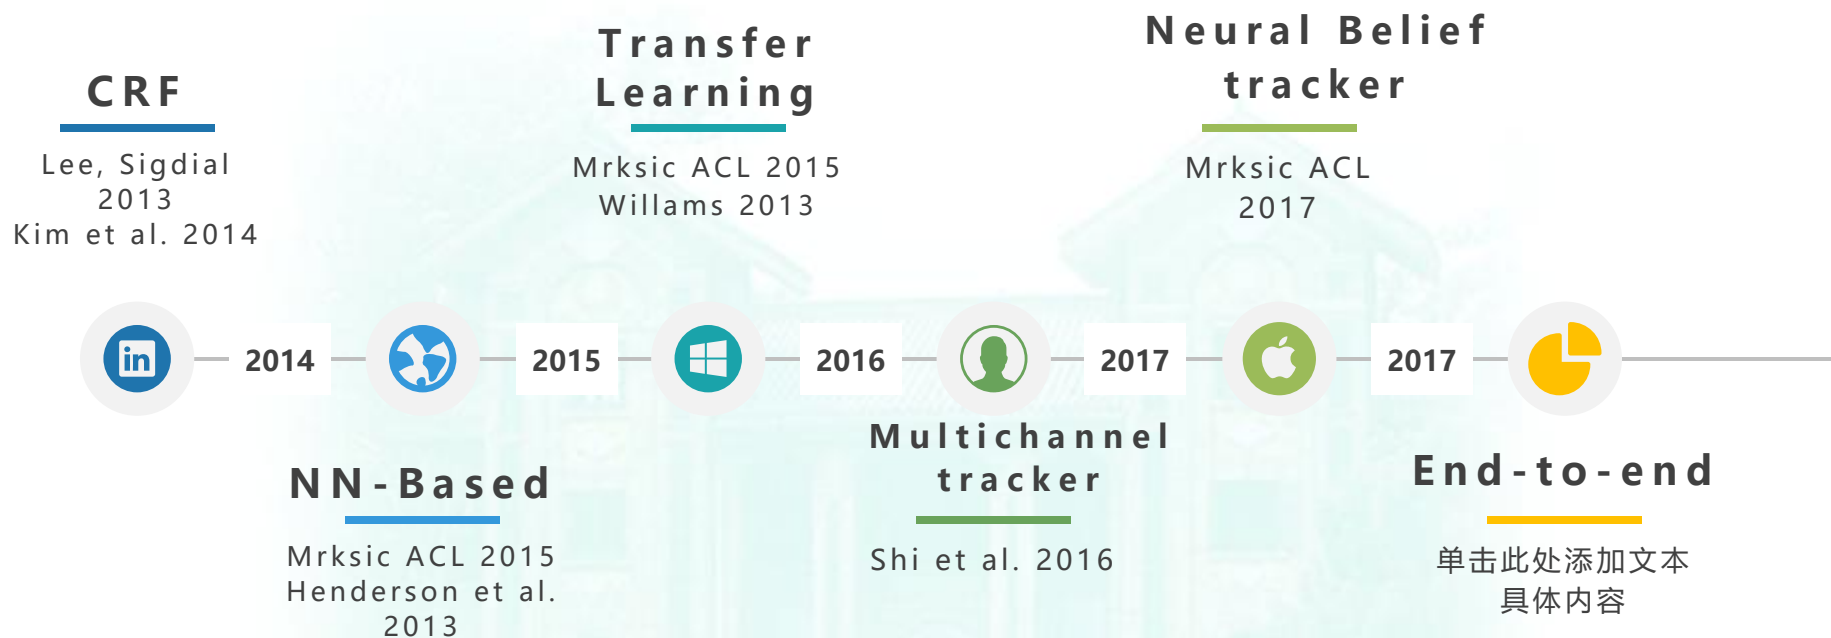 CRF
Lee, Sigdial
2013
Kim et al. 2014
Transfer
Learning
Mrksic ACL 2015
Willams 2013
Neural Belief
tracker
Mrksic ACL
2017
in
2014
2015
2016
2017
2017
NN-Based
Mrksic ACL 2015
Henderson et al.
2013
Multichannel
tracker
Shi et al. 2016
End-to-end
单击此处添加文本
具体内容